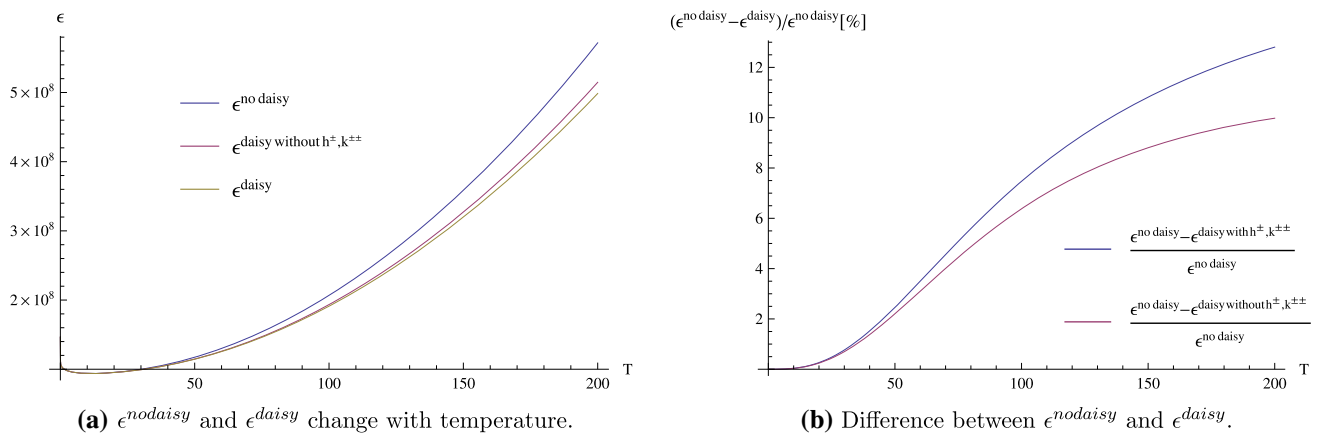 ϵ
5×10⁸
4×10⁸
3×10⁸
2×10⁸
50
100
150
200
T
ϵ^no daisy
ϵ^daisy without h^±,k^±±
ϵ^daisy
(a) ϵ^nodaisy and ϵ^daisy change with temperature.
(ϵ^no daisy−ϵ^daisy)/ϵ^no daisy[%]
12
10
8
6
4
2
50
100
150
200
T
ϵ^no daisy−ϵ^daisy with h^±,k^±±
ϵ^no daisy
ϵ^no daisy−ϵ^daisy without h^±,k^±±
ϵ^no daisy
(b) Difference between ϵ^nodaisy and ϵ^daisy.